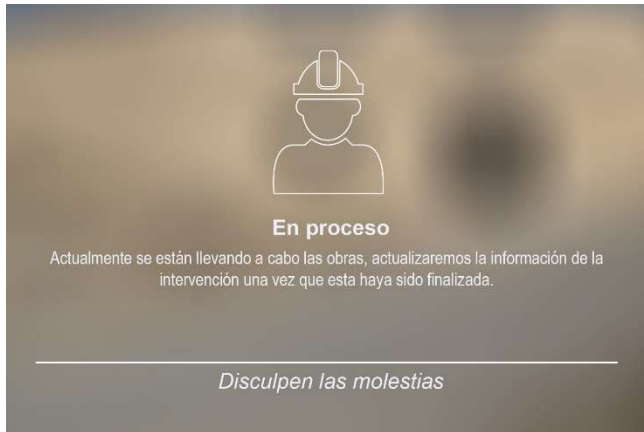 En proceso
Actualmente se están llevando a cabo las obras, actualizaremos la información de la
intervención una vez que esta haya sido finalizada.
Disculpen las molestias